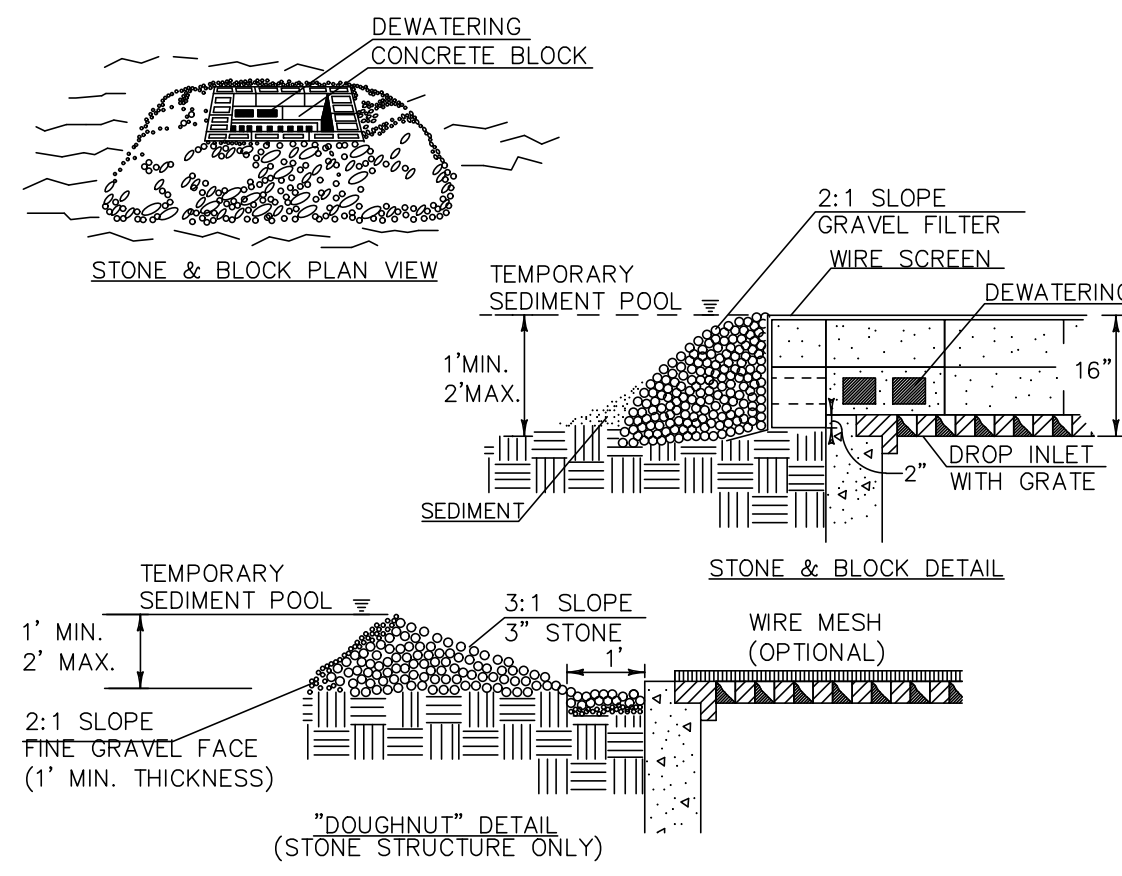 DEWATERING
CONCRETE BLOCK
STONE & BLOCK PLAN VIEW
2:1 SLOPE
GRAVEL FILTER
WIRE SCREEN
TEMPORARY
SEDIMENT POOL
DEWATERING
1'MIN.
2'MAX.
16"
DROP INLET
WITH GRATE
2"
SEDIMENT
STONE & BLOCK DETAIL
TEMPORARY
SEDIMENT POOL
3:1 SLOPE
3" STONE
1'
1' MIN.
2' MAX.
WIRE MESH
(OPTIONAL)
2:1 SLOPE
FINE GRAVEL FACE
(1' MIN. THICKNESS)
"DOUGHNUT" DETAIL
(STONE STRUCTURE ONLY)